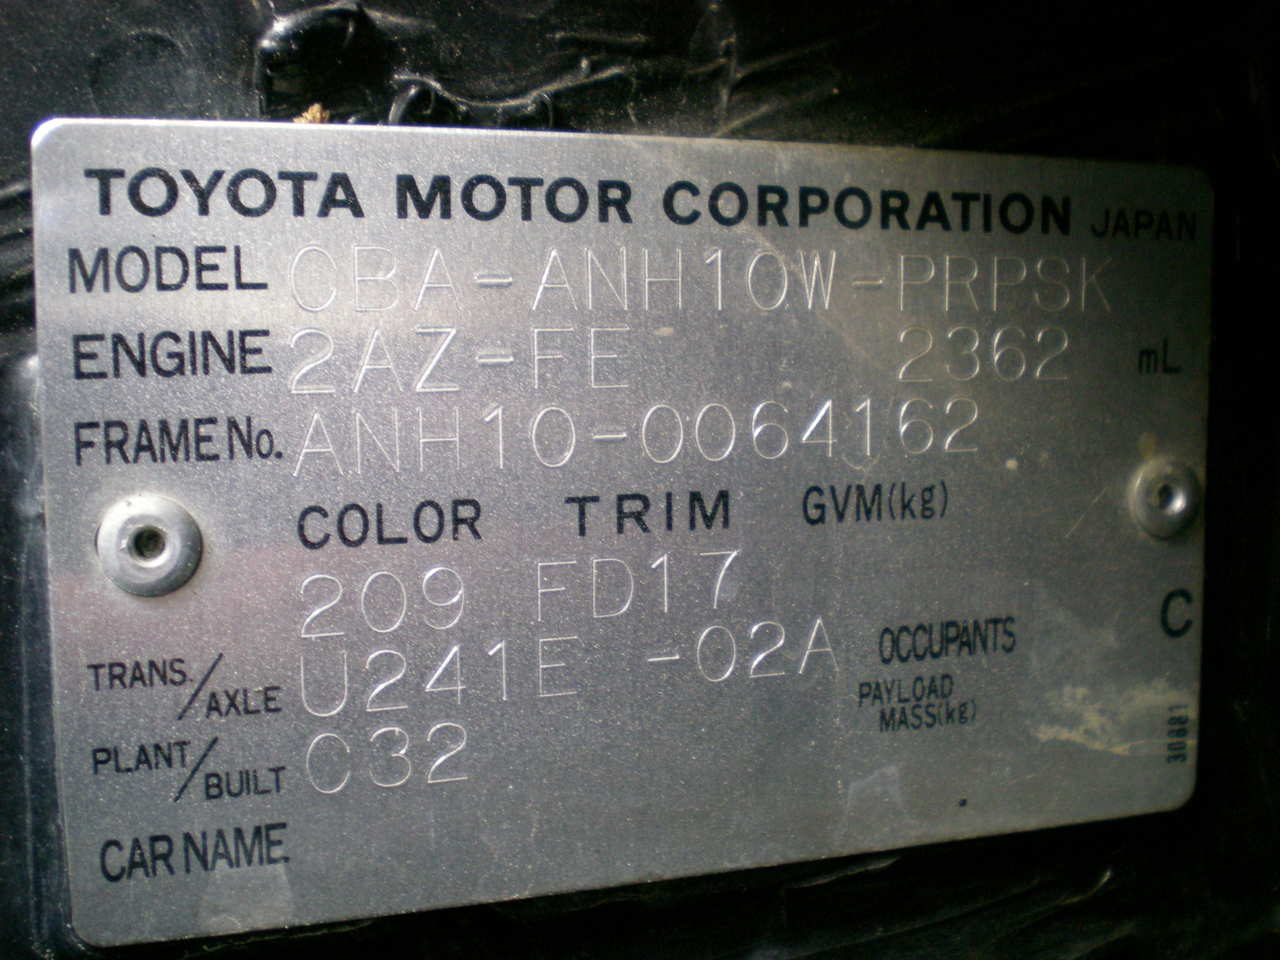 TOYOTA MOTOR CORPORATION JAPAN
MODEL CBA-ANH10W-PRPSK
ENGINE 2AZ-FE 2362 mL
FRAME No. ANH10-0064162
COLOR TRIM GVM(kg)
209 FD17
C
TRANS./AXLE U241E -02A OCCUPANTS
PAYLOAD MASS(kg)
PLANT/BUILT C32
30881
CAR NAME